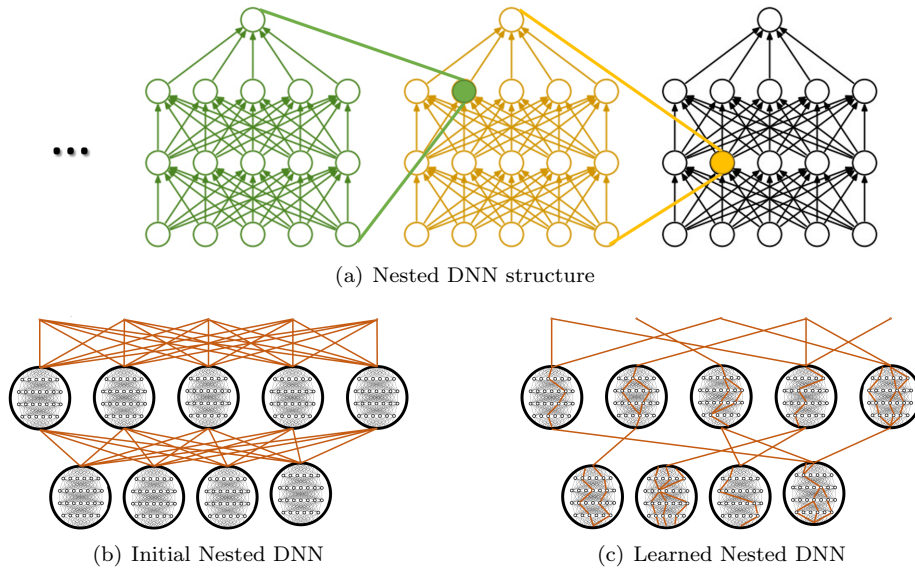 ...
(a) Nested DNN structure
(b) Initial Nested DNN
(c) Learned Nested DNN